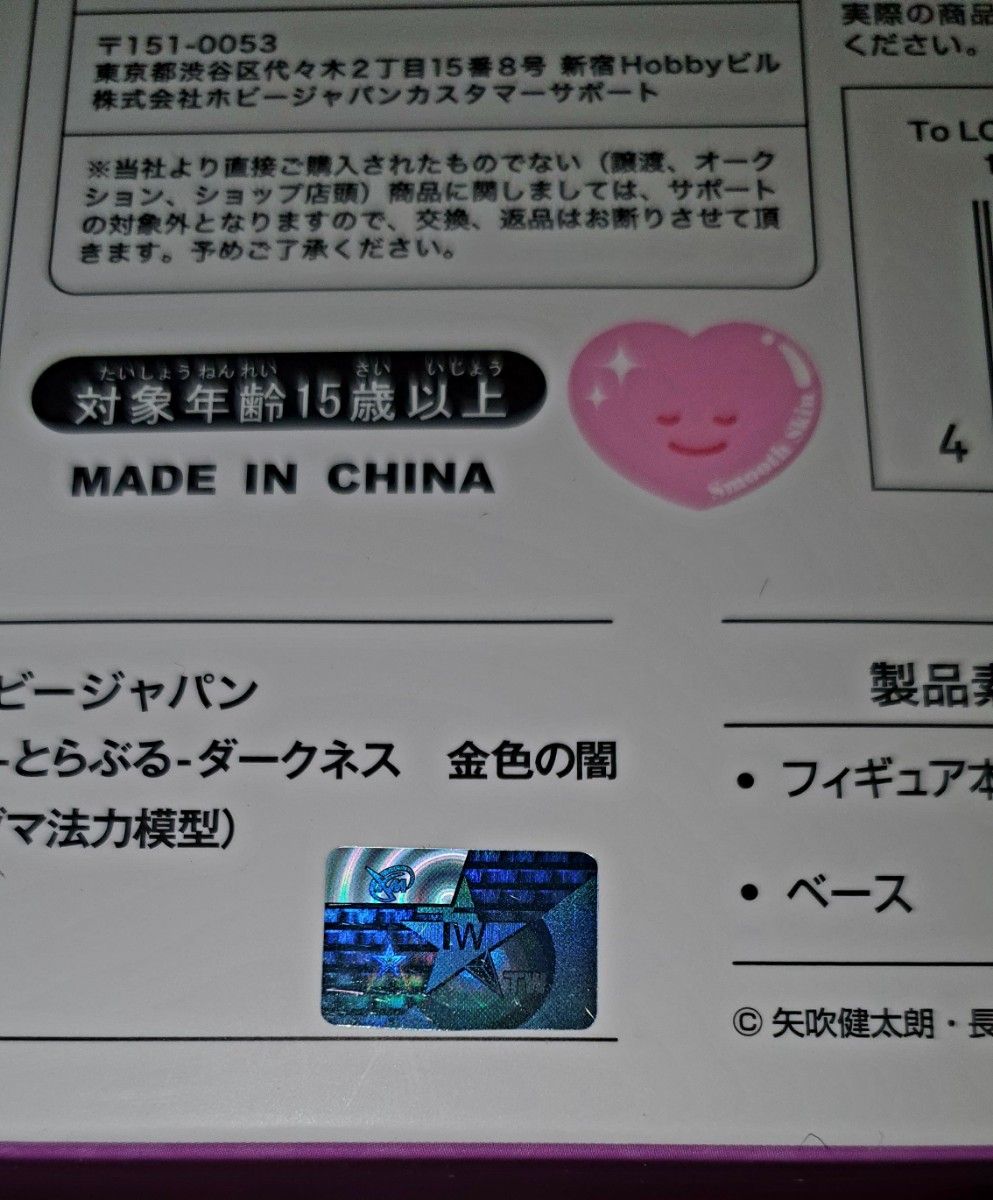 〒151-0053
東京都渋谷区代々木2丁目15番8号 新宿Hobbyビル
株式会社ホビージャパンカスタマーサポート
※当社より直接ご購入されたものでない（譲渡、オーク
ション、ショップ店頭）商品に関しましては、サポート
の対象外となりますので、交換、返品はお断りさせて頂
きます。予めご了承ください。
実際の商品
ください。
To LO
4
たいしょう ねん れい さい いじょう
対象年齢15歳以上
MADE IN CHINA
Smooth Skin
ビージャパン
-とらぶる-ダークネス 金色の闇
マ法力模型）
TW
TW
製品素
• フィギュア本
• ベース
© 矢吹健太朗・長